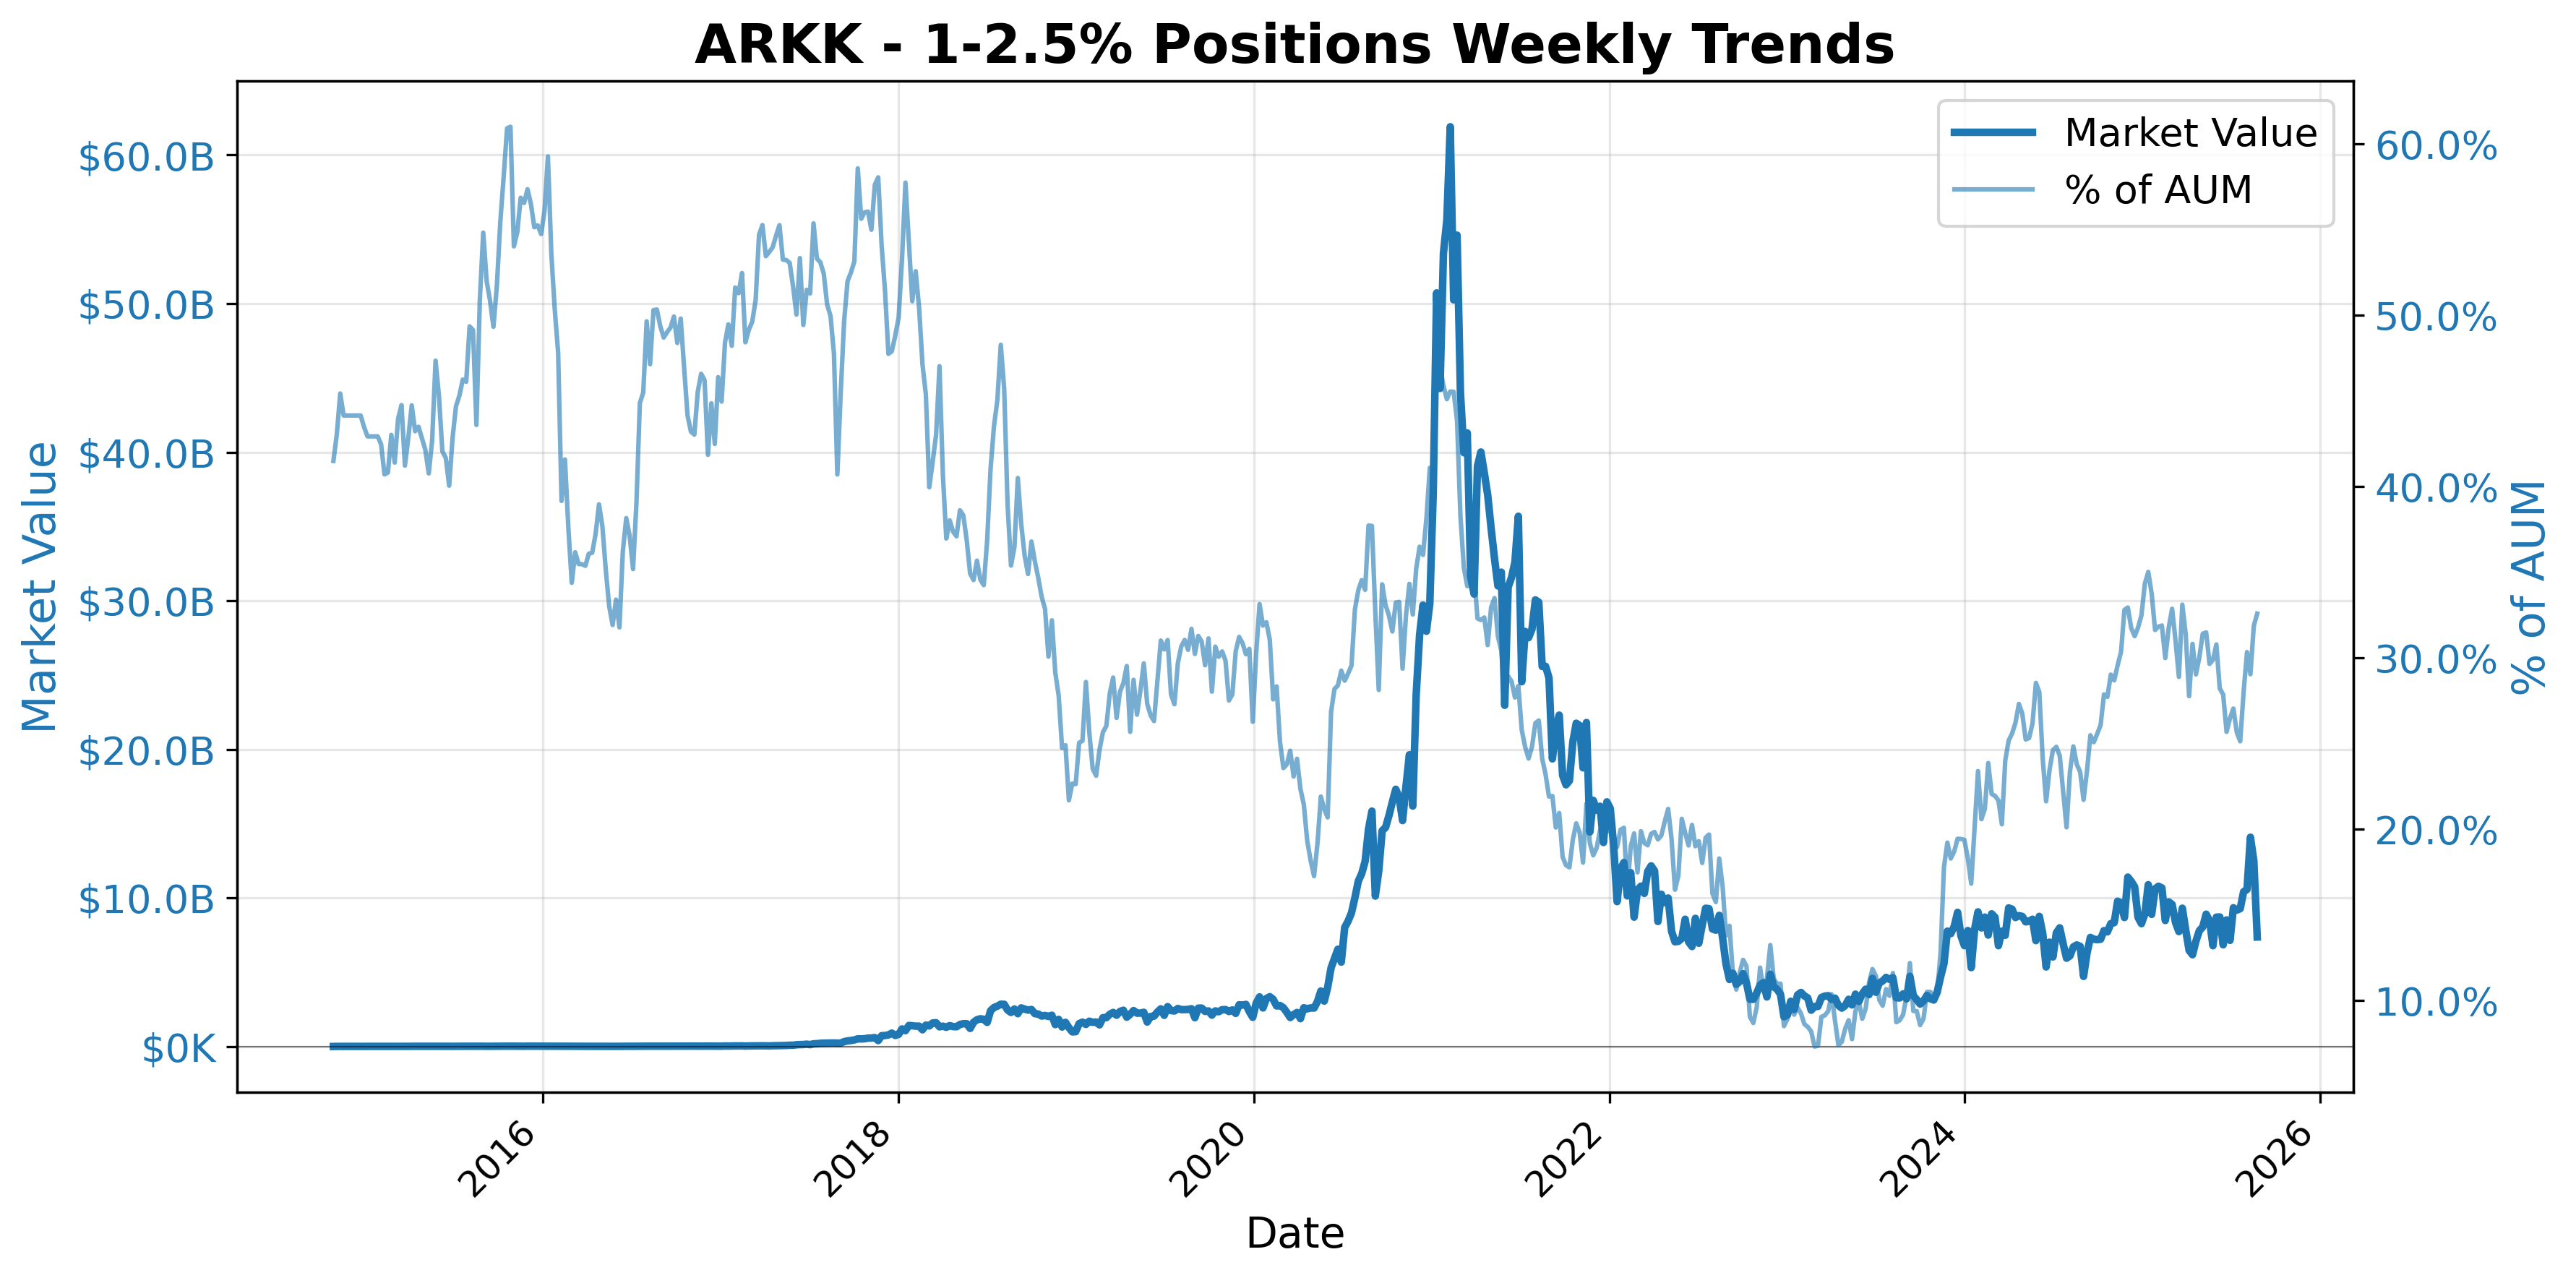 ARKK - 1-2.5% Positions Weekly Trends
Market Value
% of AUM
$60.0B
$50.0B
$40.0B
$30.0B
$20.0B
$10.0B
$0K
Market Value
60.0%
50.0%
40.0%
30.0%
20.0%
10.0%
% of AUM
2016
2018
2020
2022
2024
2026
Date